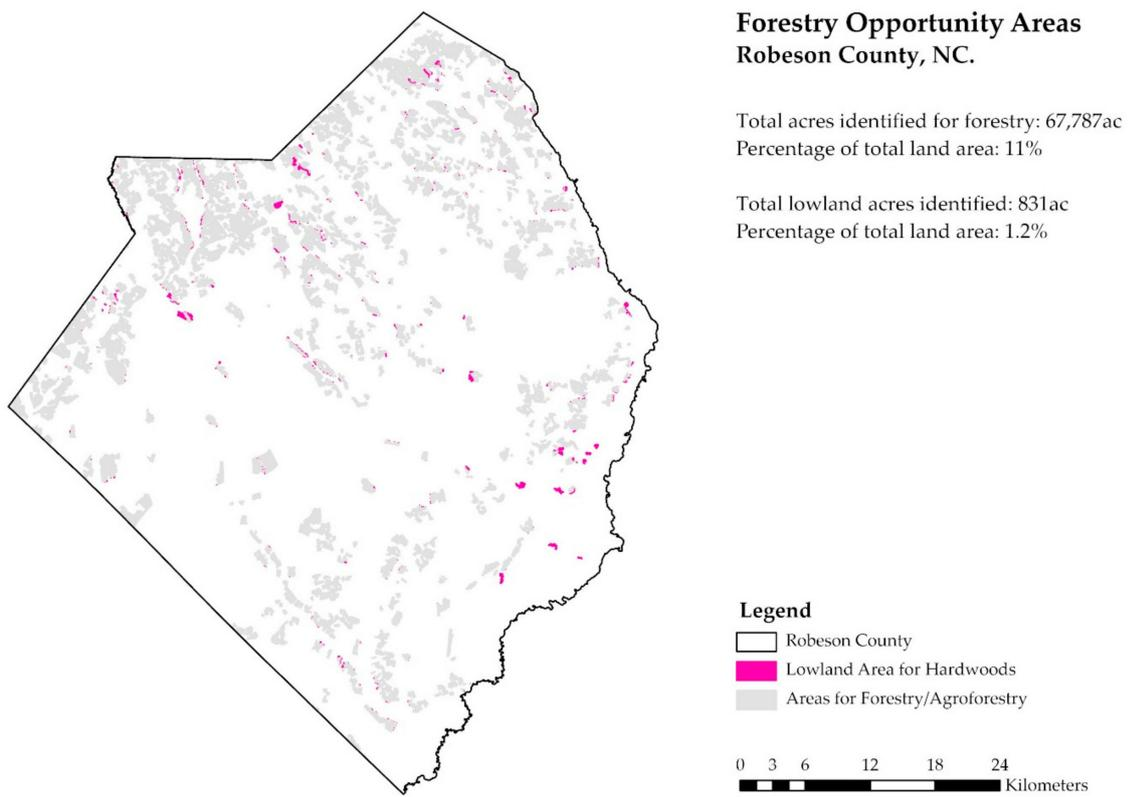 Forestry Opportunity Areas
Robeson County, NC.
Total acres identified for forestry: 67,787ac
Percentage of total land area: 11%
Total lowland acres identified: 831ac
Percentage of total land area: 1.2%
Legend
Robeson County
Lowland Area for Hardwoods
Areas for Forestry/Agroforestry
0 3 6 12 18 24
Kilometers